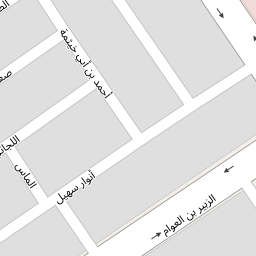 أحمد بن أبي خيثمة
الماس
أنوار سهيل
الزبير بن العوام